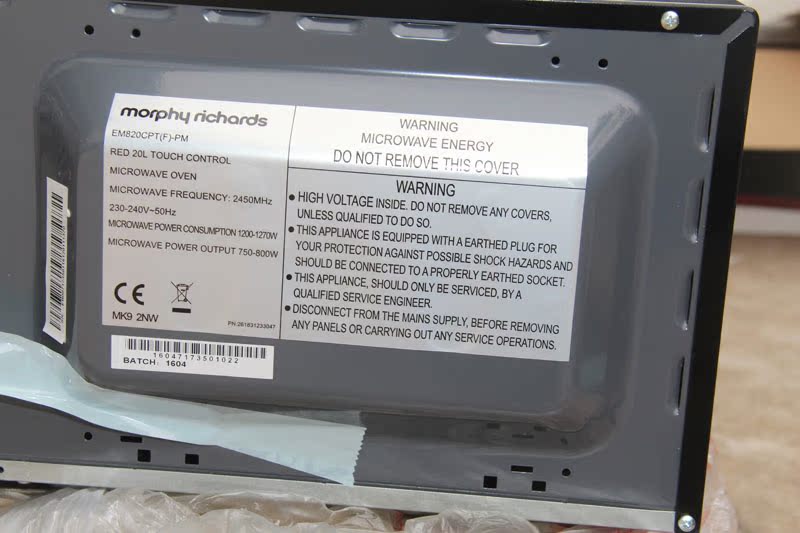 morphy richards
EM820CPT(F)-PM
RED 20L TOUCH CONTROL
MICROWAVE OVEN
MICROWAVE FREQUENCY: 2450MHz
230-240V~50Hz
MICROWAVE POWER CONSUMPTION 1200-1270W
MICROWAVE POWER OUTPUT 750-800W
CE
MK9 2NW
PN:261831233047
WARNING
MICROWAVE ENERGY
DO NOT REMOVE THIS COVER
WARNING
• HIGH VOLTAGE INSIDE. DO NOT REMOVE ANY COVERS,
UNLESS QUALIFIED TO DO SO.
• THIS APPLIANCE IS EQUIPPED WITH A EARTHED PLUG FOR
YOUR PROTECTION AGAINST POSSIBLE SHOCK HAZARDS AND
SHOULD BE CONNECTED TO A PROPERLY EARTHED SOCKET.
• THIS APPLIANCE, SHOULD ONLY BE SERVICED, BY A
QUALIFIED SERVICE ENGINEER.
• DISCONNECT FROM THE MAINS SUPPLY, BEFORE REMOVING
ANY PANELS OR CARRYING OUT ANY SERVICE OPERATIONS.
16047173501022
BATCH: 1604